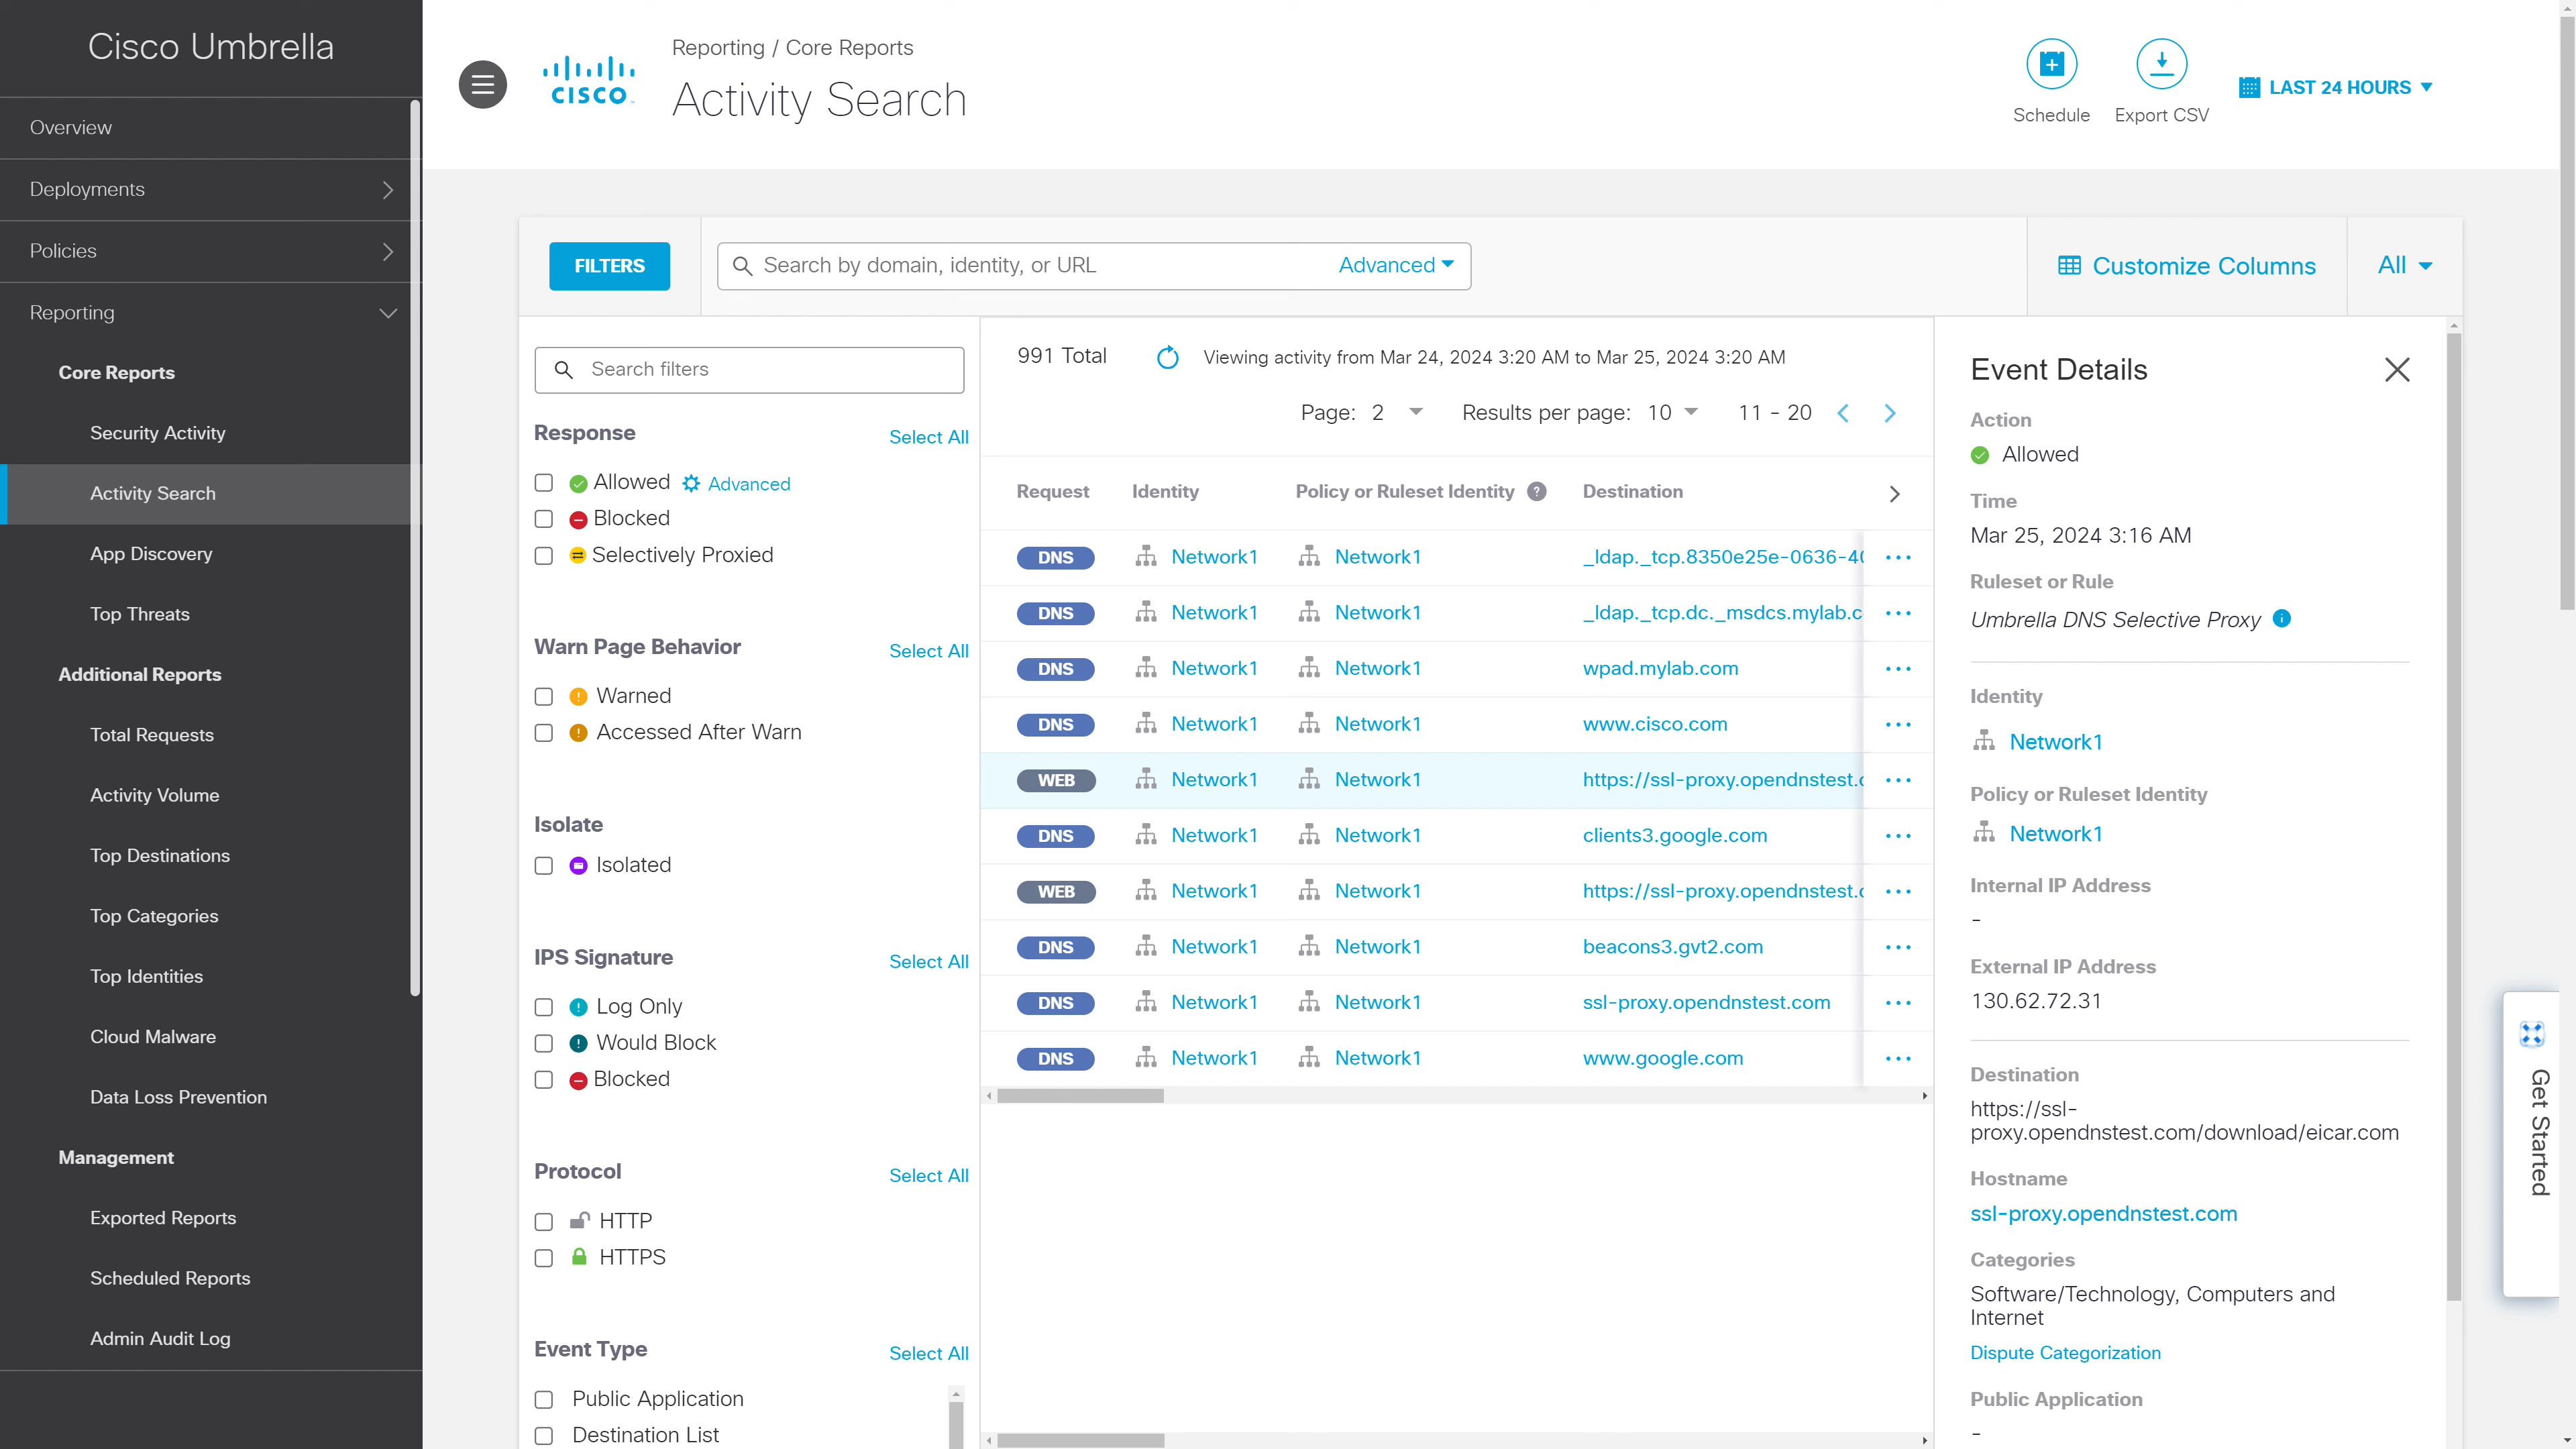 Cisco Umbrella
Overview
Deployments
Policies
Reporting
Core Reports
Security Activity
Activity Search
App Discovery
Top Threats
Additional Reports
Total Requests
Activity Volume
Top Destinations
Top Categories
Top Identities
Cloud Malware
Data Loss Prevention
Management
Exported Reports
Scheduled Reports
Admin Audit Log
CISCO
Reporting / Core Reports
Activity Search
Schedule
Export CSV
LAST 24 HOURS
FILTERS
Search by domain, identity, or URL
Advanced
Customize Columns
All
Search filters
Response
Select All
Allowed
Advanced
Blocked
Selectively Proxied
Warn Page Behavior
Select All
Warned
Accessed After Warn
Isolate
Isolated
IPS Signature
Select All
Log Only
Would Block
Blocked
Protocol
Select All
HTTP
HTTPS
Event Type
Select All
Public Application
Destination List
991 Total
Viewing activity from Mar 24, 2024 3:20 AM to Mar 25, 2024 3:20 AM
Page: 2
Results per page: 10
11 - 20
Request Identity Policy or Ruleset Identity Destination
DNS Network1 Network1 _ldap._tcp.8350e25e-0636-40
DNS Network1 Network1 _ldap._tcp.dc._msdcs.mylab.c
DNS Network1 Network1 wpad.mylab.com
DNS Network1 Network1 www.cisco.com
WEB Network1 Network1 https://ssl-proxy.opendnstest.c
DNS Network1 Network1 clients3.google.com
WEB Network1 Network1 https://ssl-proxy.opendnstest.c
DNS Network1 Network1 beacons3.gvt2.com
DNS Network1 Network1 ssl-proxy.opendnstest.com
DNS Network1 Network1 www.google.com
Event Details
Action
Allowed
Time
Mar 25, 2024 3:16 AM
Ruleset or Rule
Umbrella DNS Selective Proxy
Identity
Network1
Policy or Ruleset Identity
Network1
Internal IP Address
-
External IP Address
130.62.72.31
Destination
https://ssl-
proxy.opendnstest.com/download/eicar.com
Hostname
ssl-proxy.opendnstest.com
Categories
Software/Technology, Computers and
Internet
Dispute Categorization
Public Application
-
Get Started